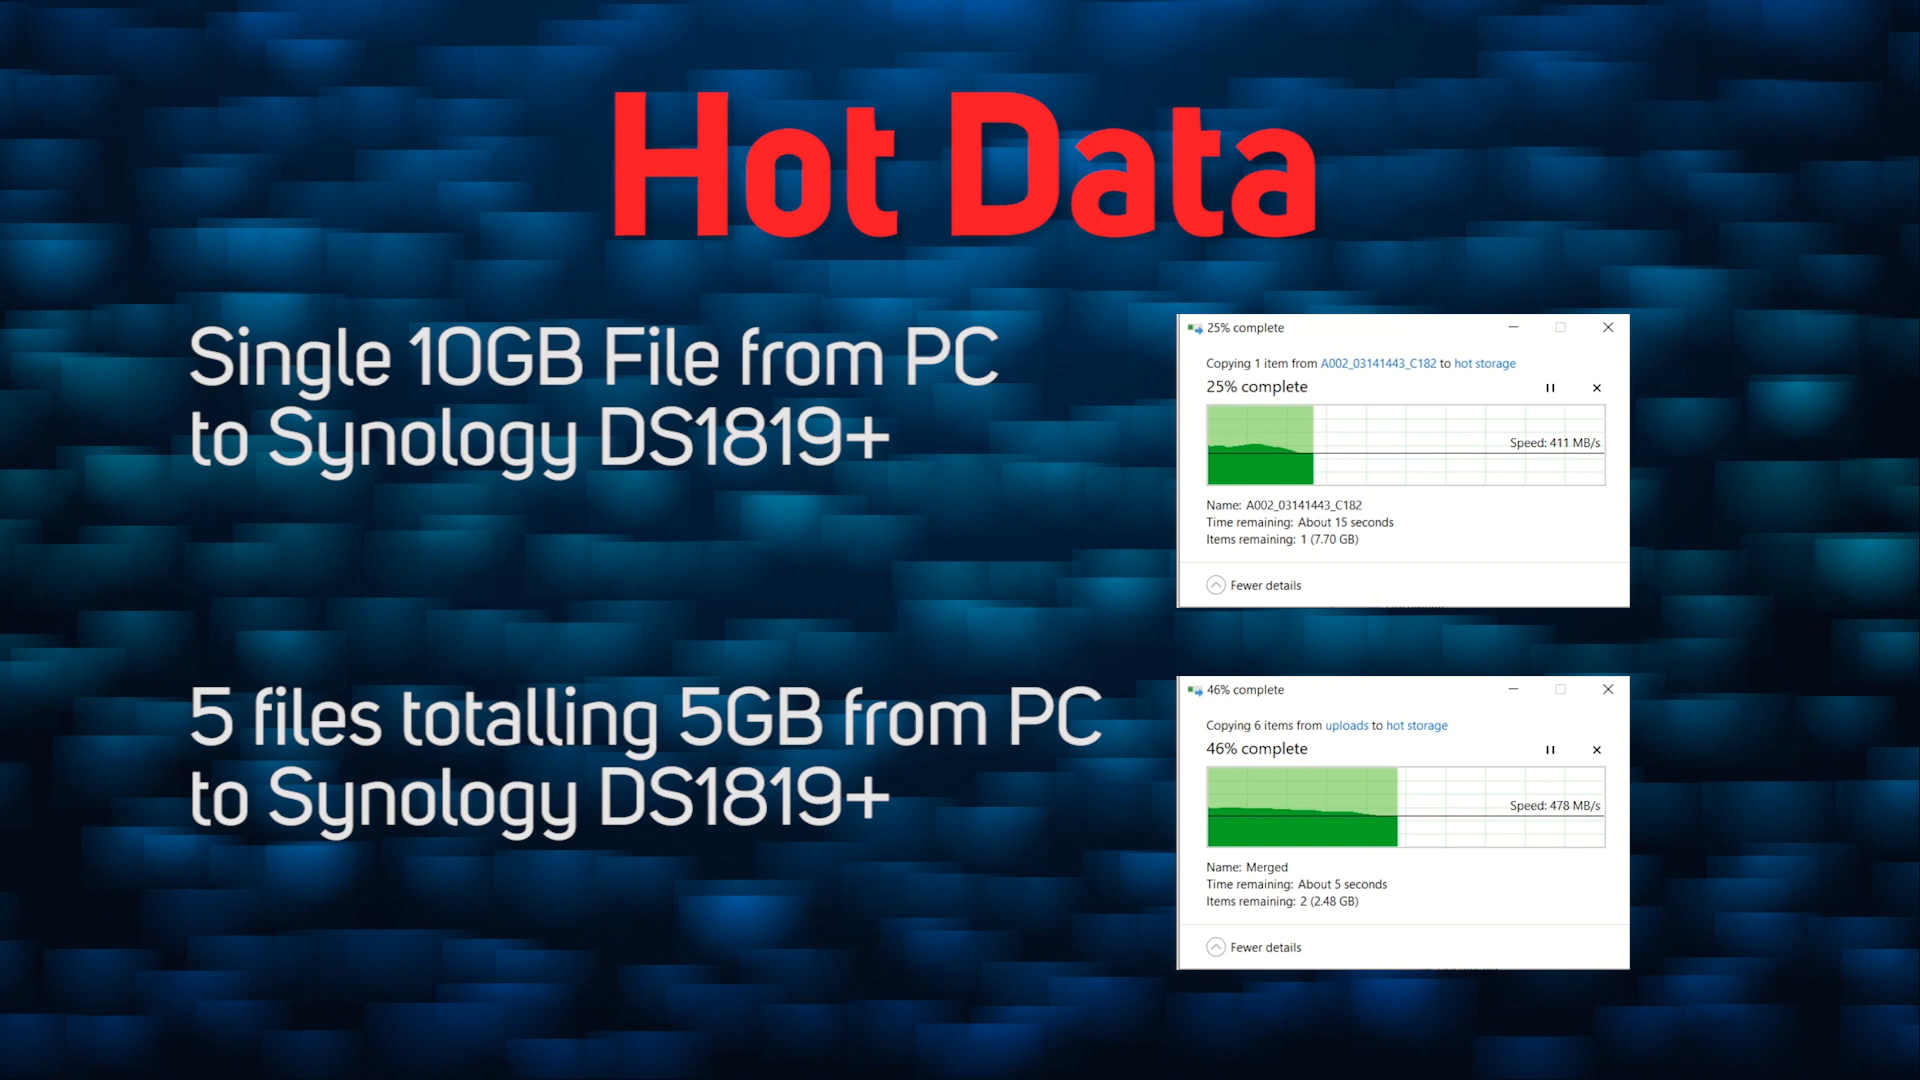 Hot Data
Single 10GB File from PC
to Synology DS1819+
25% complete
Copying 1 item from A002_03141443_C182 to hot storage
25% complete
Speed: 411 MB/s
Name: A002_03141443_C182
Time remaining: About 15 seconds
Items remaining: 1 (7.70 GB)
Fewer details
5 files totalling 5GB from PC
to Synology DS1819+
46% complete
Copying 6 items from uploads to hot storage
46% complete
Speed: 478 MB/s
Name: Merged
Time remaining: About 5 seconds
Items remaining: 2 (2.48 GB)
Fewer details